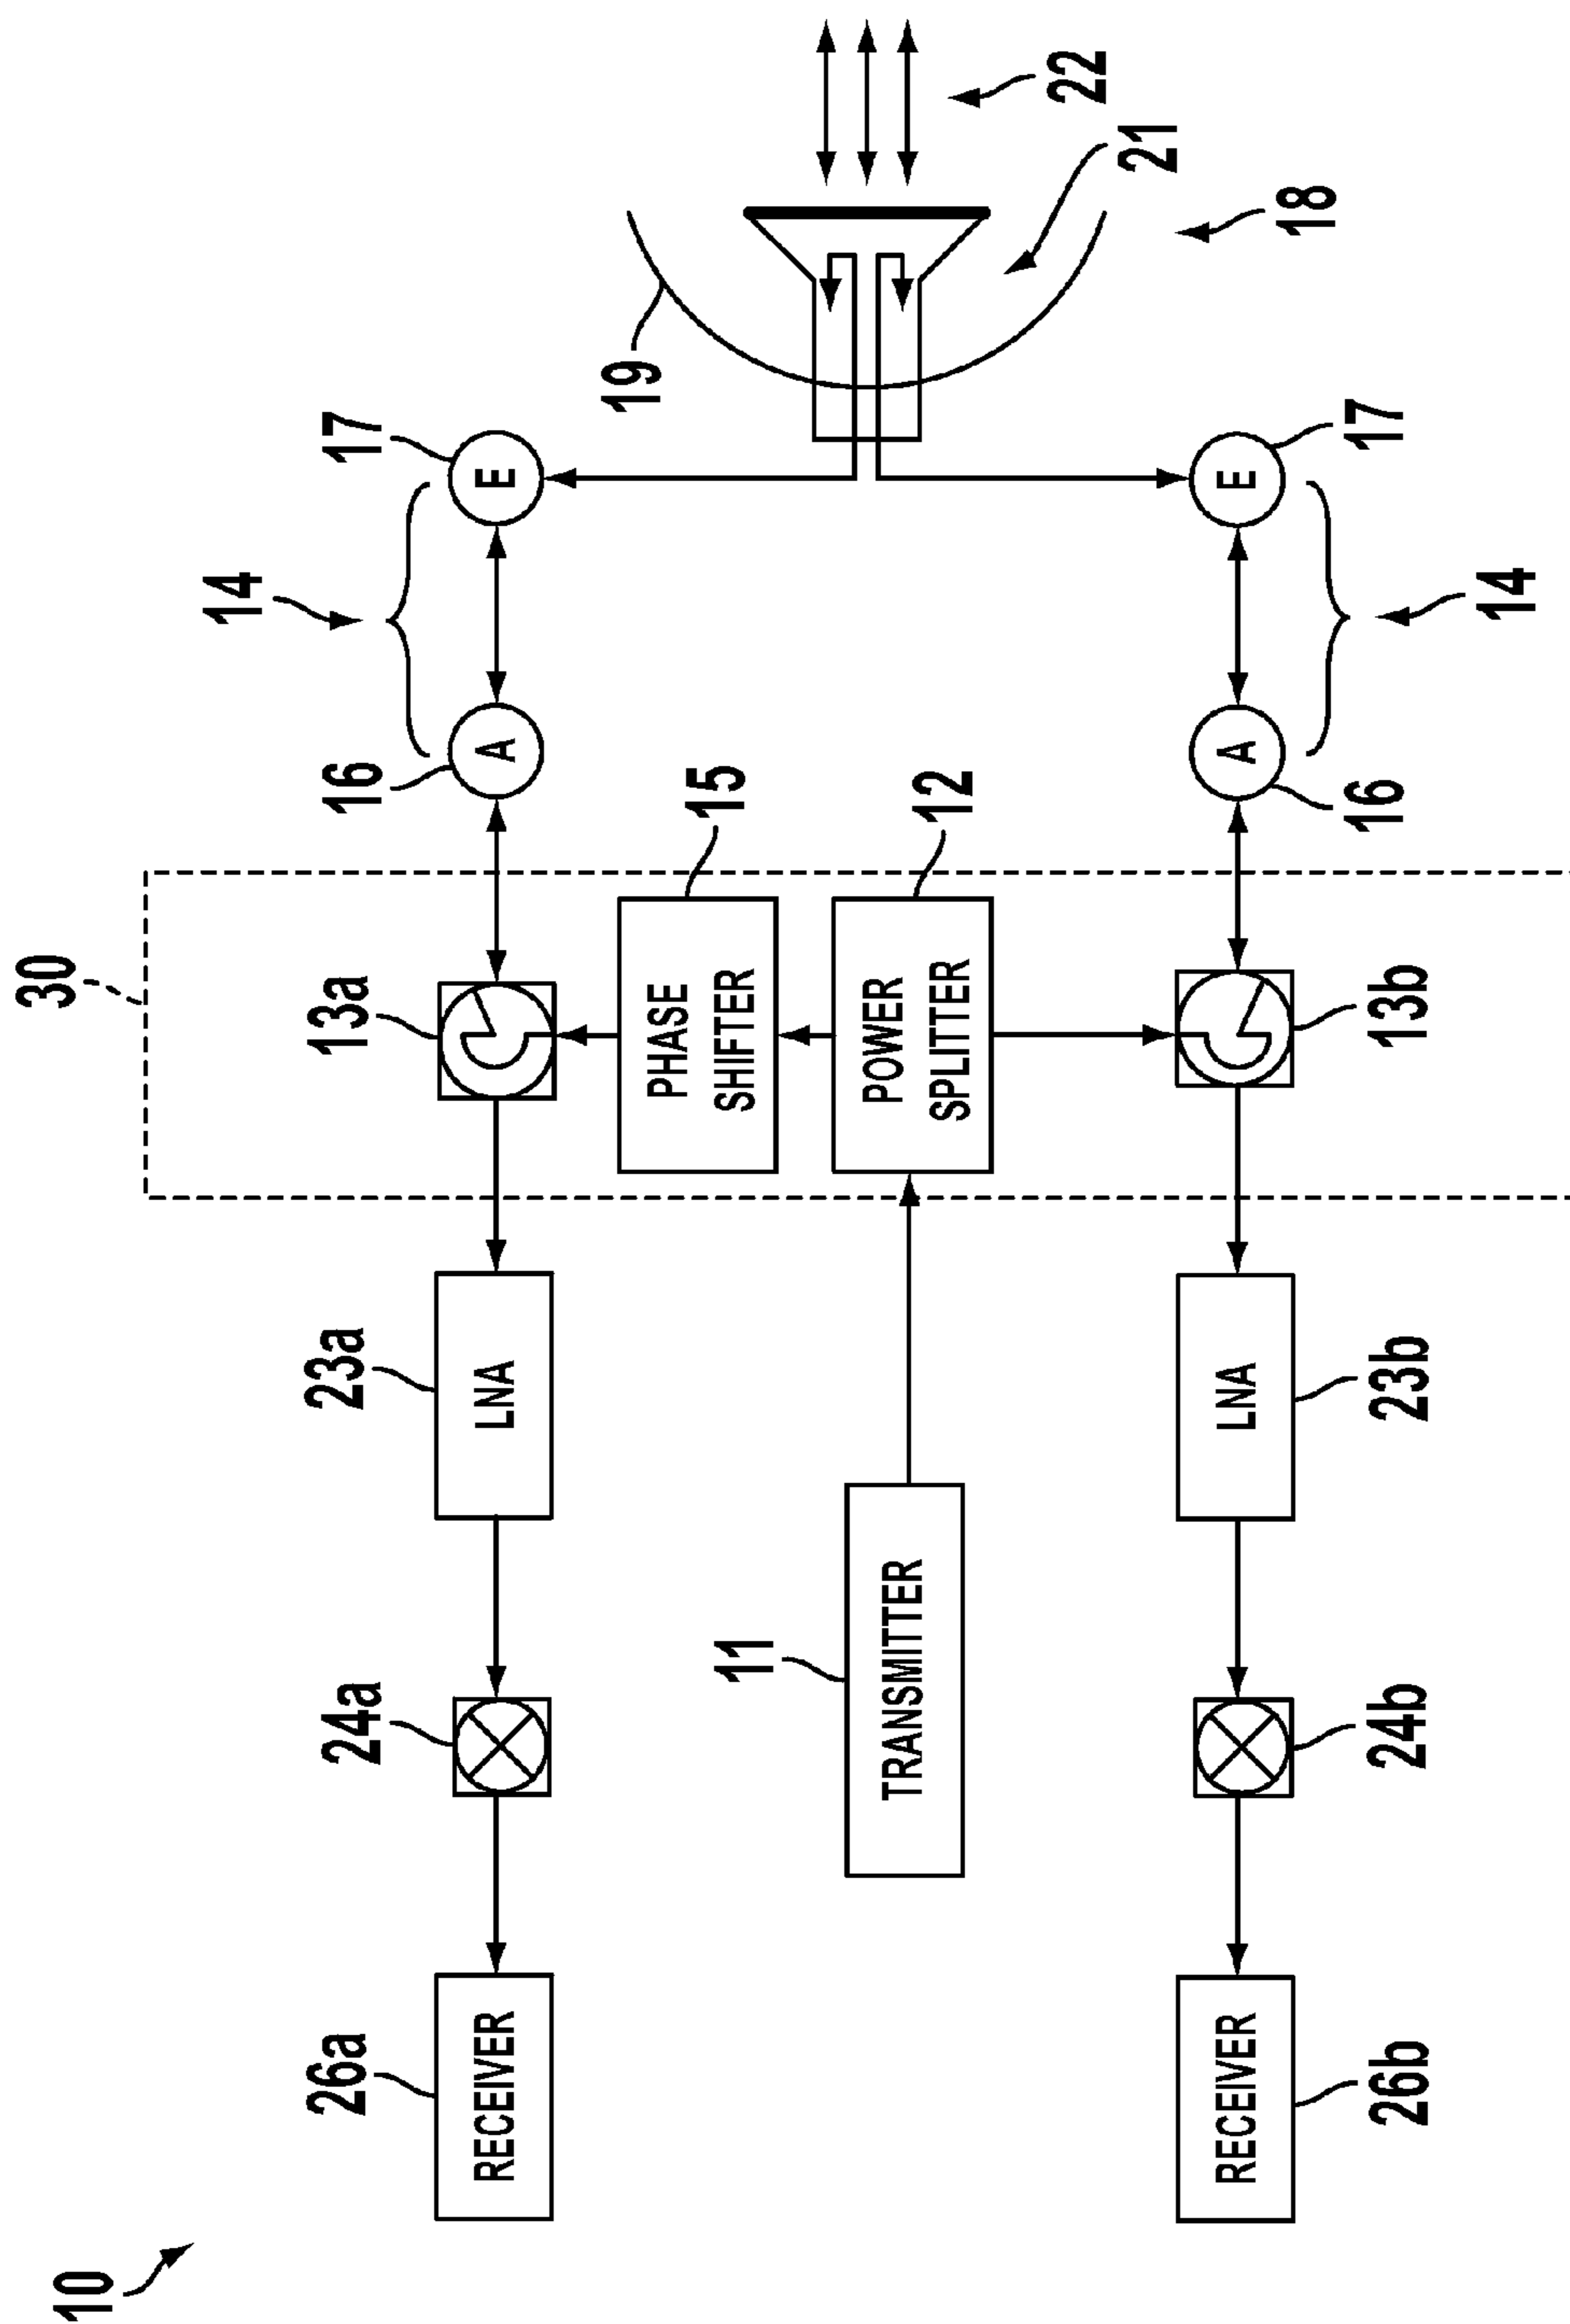 10
30
14
19
22
21
18
17
E
16
A
13a
23a
LNA
24a
26a
RECEIVER
15
PHASE
SHIFTER
12
POWER
SPLITTER
11
TRANSMITTER
17
E
14
16
A
13b
23b
LNA
24b
26b
RECEIVER